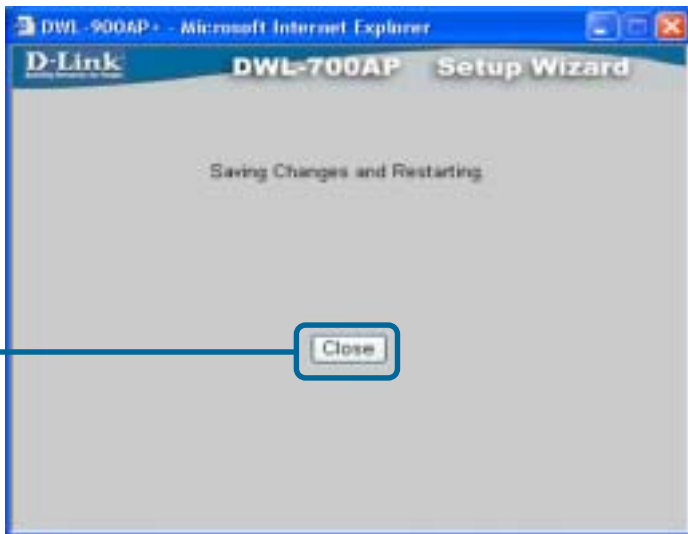 DWL-900AP+ - Microsoft Internet Explorer
D-Link
DWL-700AP Setup Wizard
Saving Changes and Restarting.
Close